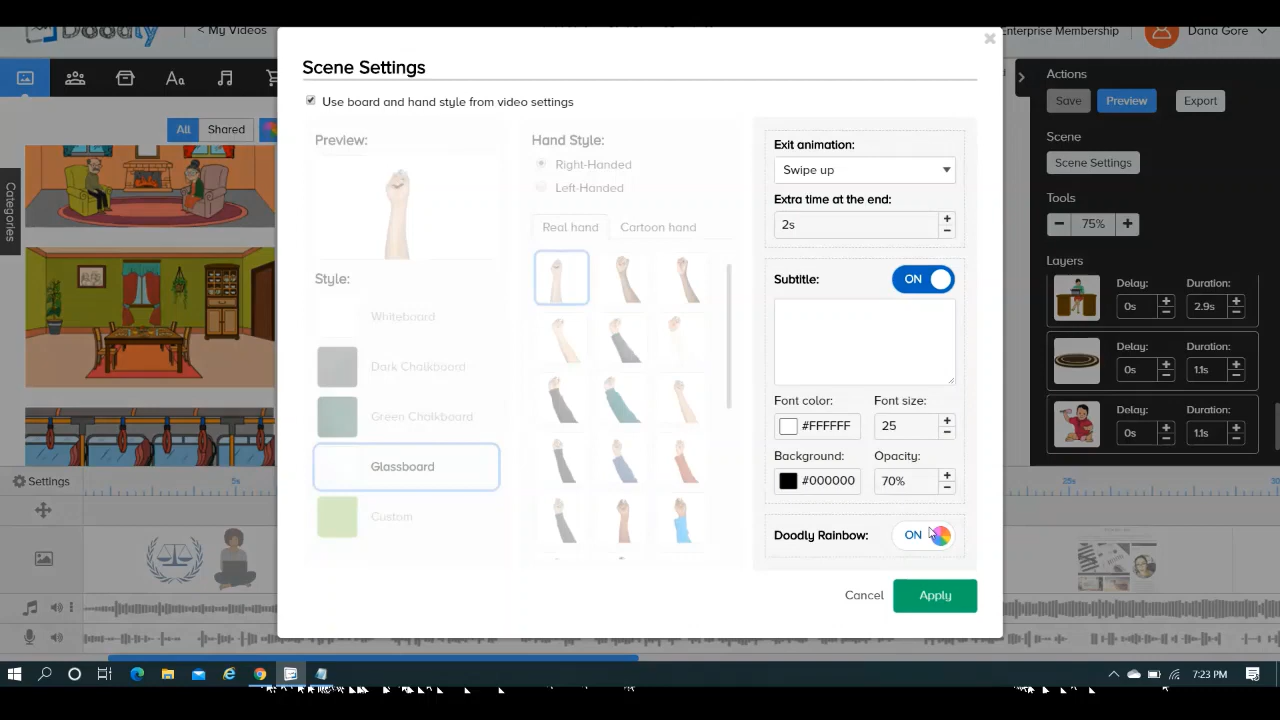 Doodly
< My Videos
Enterprise Membership
Dana Gore
Scene Settings
Use board and hand style from video settings
Preview:
Style:
Whiteboard
Dark Chalkboard
Green Chalkboard
Glassboard
Custom
Hand Style:
Right-Handed
Left-Handed
Real hand
Cartoon hand
Exit animation:
Swipe up
Extra time at the end:
2s
Subtitle:
ON
Font color:
Font size:
#FFFFFF
25
Background:
Opacity:
#000000
70%
Doodly Rainbow:
ON
Cancel
Apply
Aa
All
Shared
Categories
Actions
Save
Preview
Export
Scene
Scene Settings
Tools
75%
Layers
Delay:
Duration:
0s
2.9s
Delay:
Duration:
0s
1.1s
Delay:
Duration:
0s
1.1s
Settings
5s
25s
7:23 PM